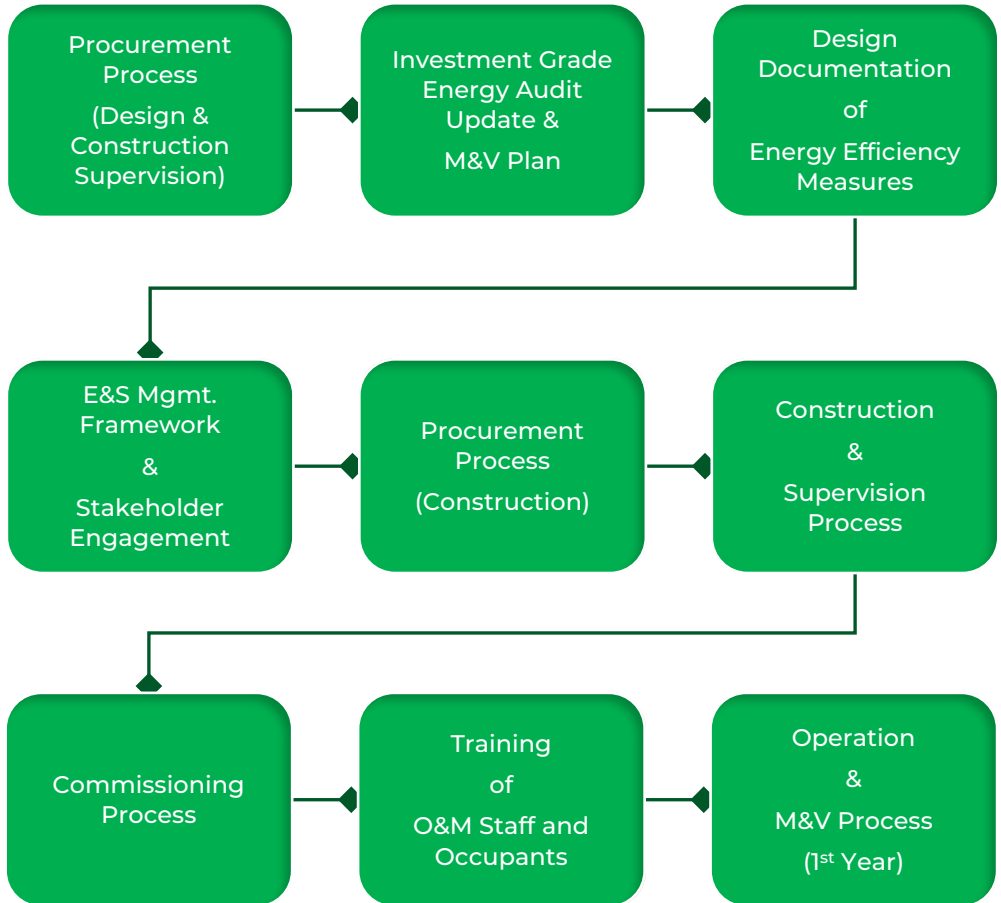 Procurement
Process
(Design &
Construction
Supervision)
Investment Grade
Energy Audit
Update &
M&V Plan
Design
Documentation
of
Energy Efficiency
Measures
E&S Mgmt.
Framework
&
Stakeholder
Engagement
Procurement
Process
(Construction)
Construction
&
Supervision
Process
Commissioning
Process
Training
of
O&M Staff and
Occupants
Operation
&
M&V Process
(1st Year)